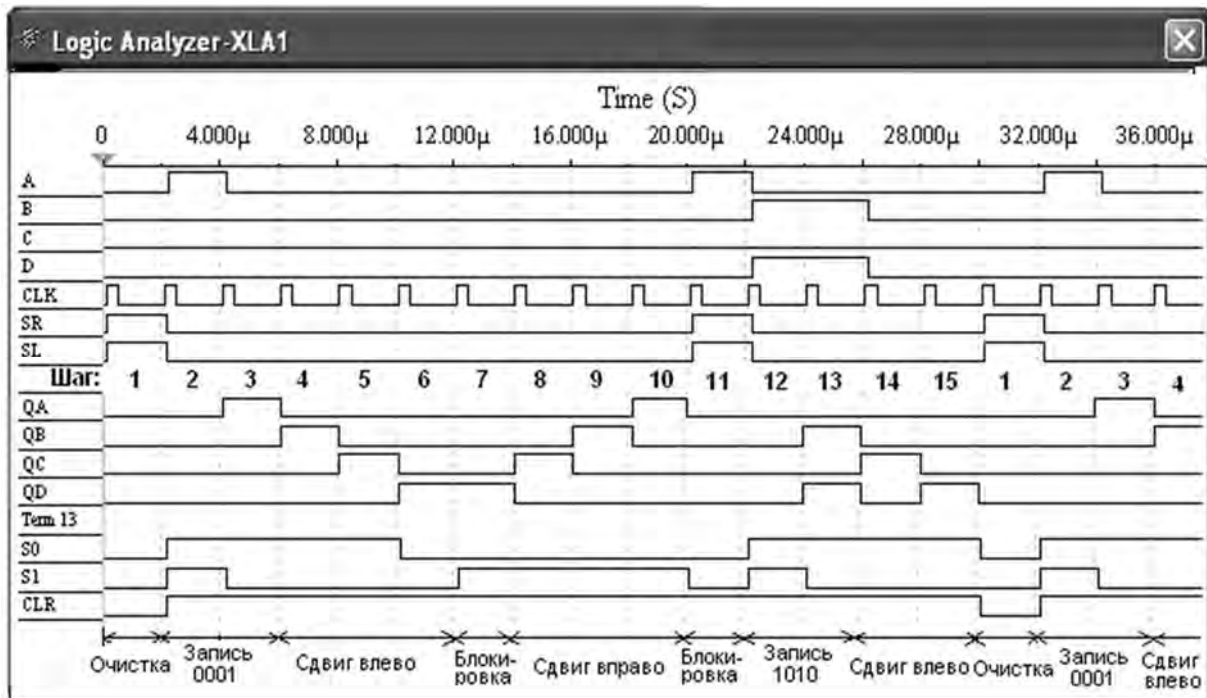 Logic Analyzer-XLA1
Time (S)
0 4.000µ 8.000µ 12.000µ 16.000µ 20.000µ 24.000µ 28.000µ 32.000µ 36.000µ
A
B
C
D
CLK
SR
SL
Шаг: 1 2 3 4 5 6 7 8 9 10 11 12 13 14 15 1 2 3 4
QA
QB
QC
QD
Term 13
S0
S1
CLR
Очистка Запись 0001 Сдвиг влево Блоки-ровка Сдвиг вправо Блоки-ровка Запись 1010 Сдвиг влево Очистка Запись 0001 Сдвиг влево